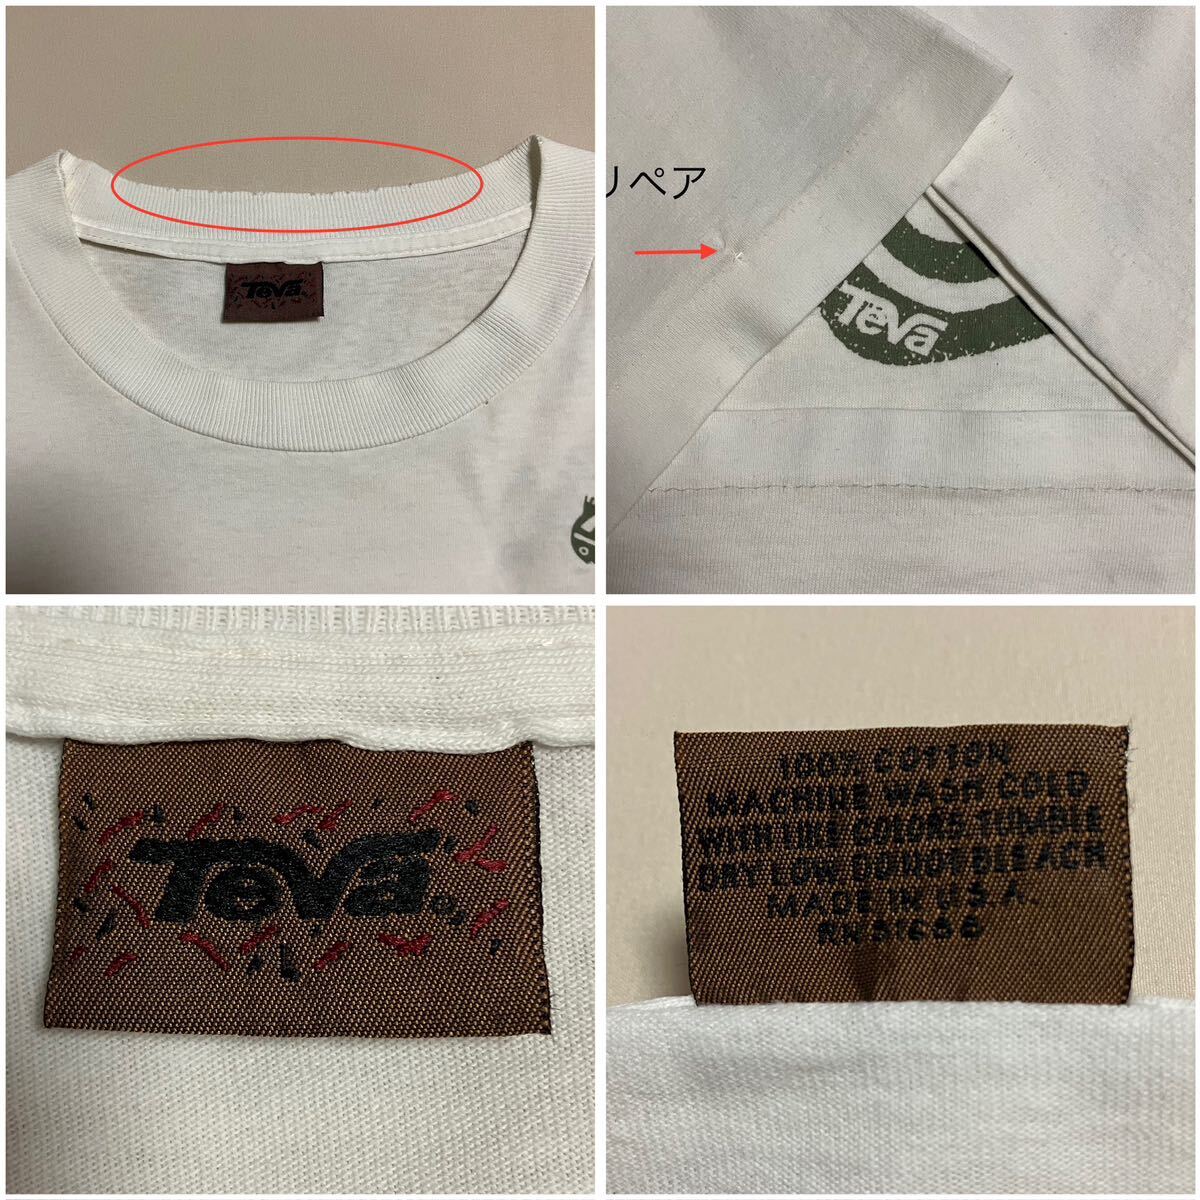 Teva
リペア
Teva
Teva
100% COTTON
MACHINE WASH COLD
WITH LIKE COLORS TUMBLE
DRY LOW DO NOT BLEACH
MADE IN U.S.A.